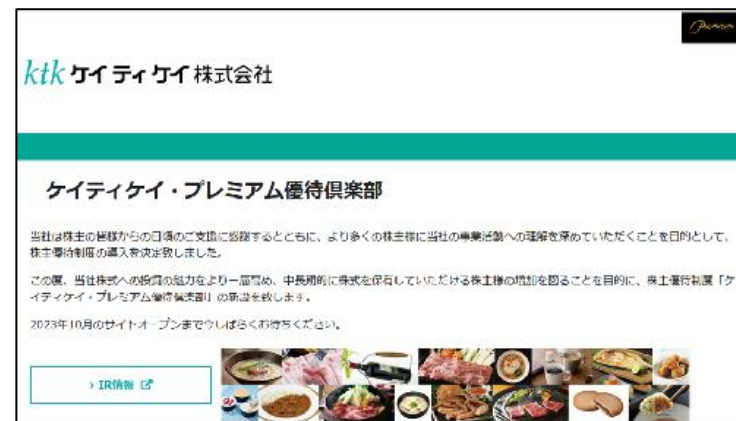 Premium
ktk ケイティケイ株式会社
ケイティケイ・プレミアム優待倶楽部
当社は株主の皆様からの日頃のご支援に感謝するとともに、より多くの株主様に当社の事業活動への理解を深めていただくことを目的として、
株主優待制度の導入を決定致しました。
この度、当社株式への投資の魅力をより一層高め、中長期的に株式を保有していただける株主様の増加を図ることを目的に、株主優待制度「ケ
イティケイ・プレミアム優待倶楽部」の新設を致します。
2023年10月のサイトオープンまで今しばらくお待ちください。
› IR情報